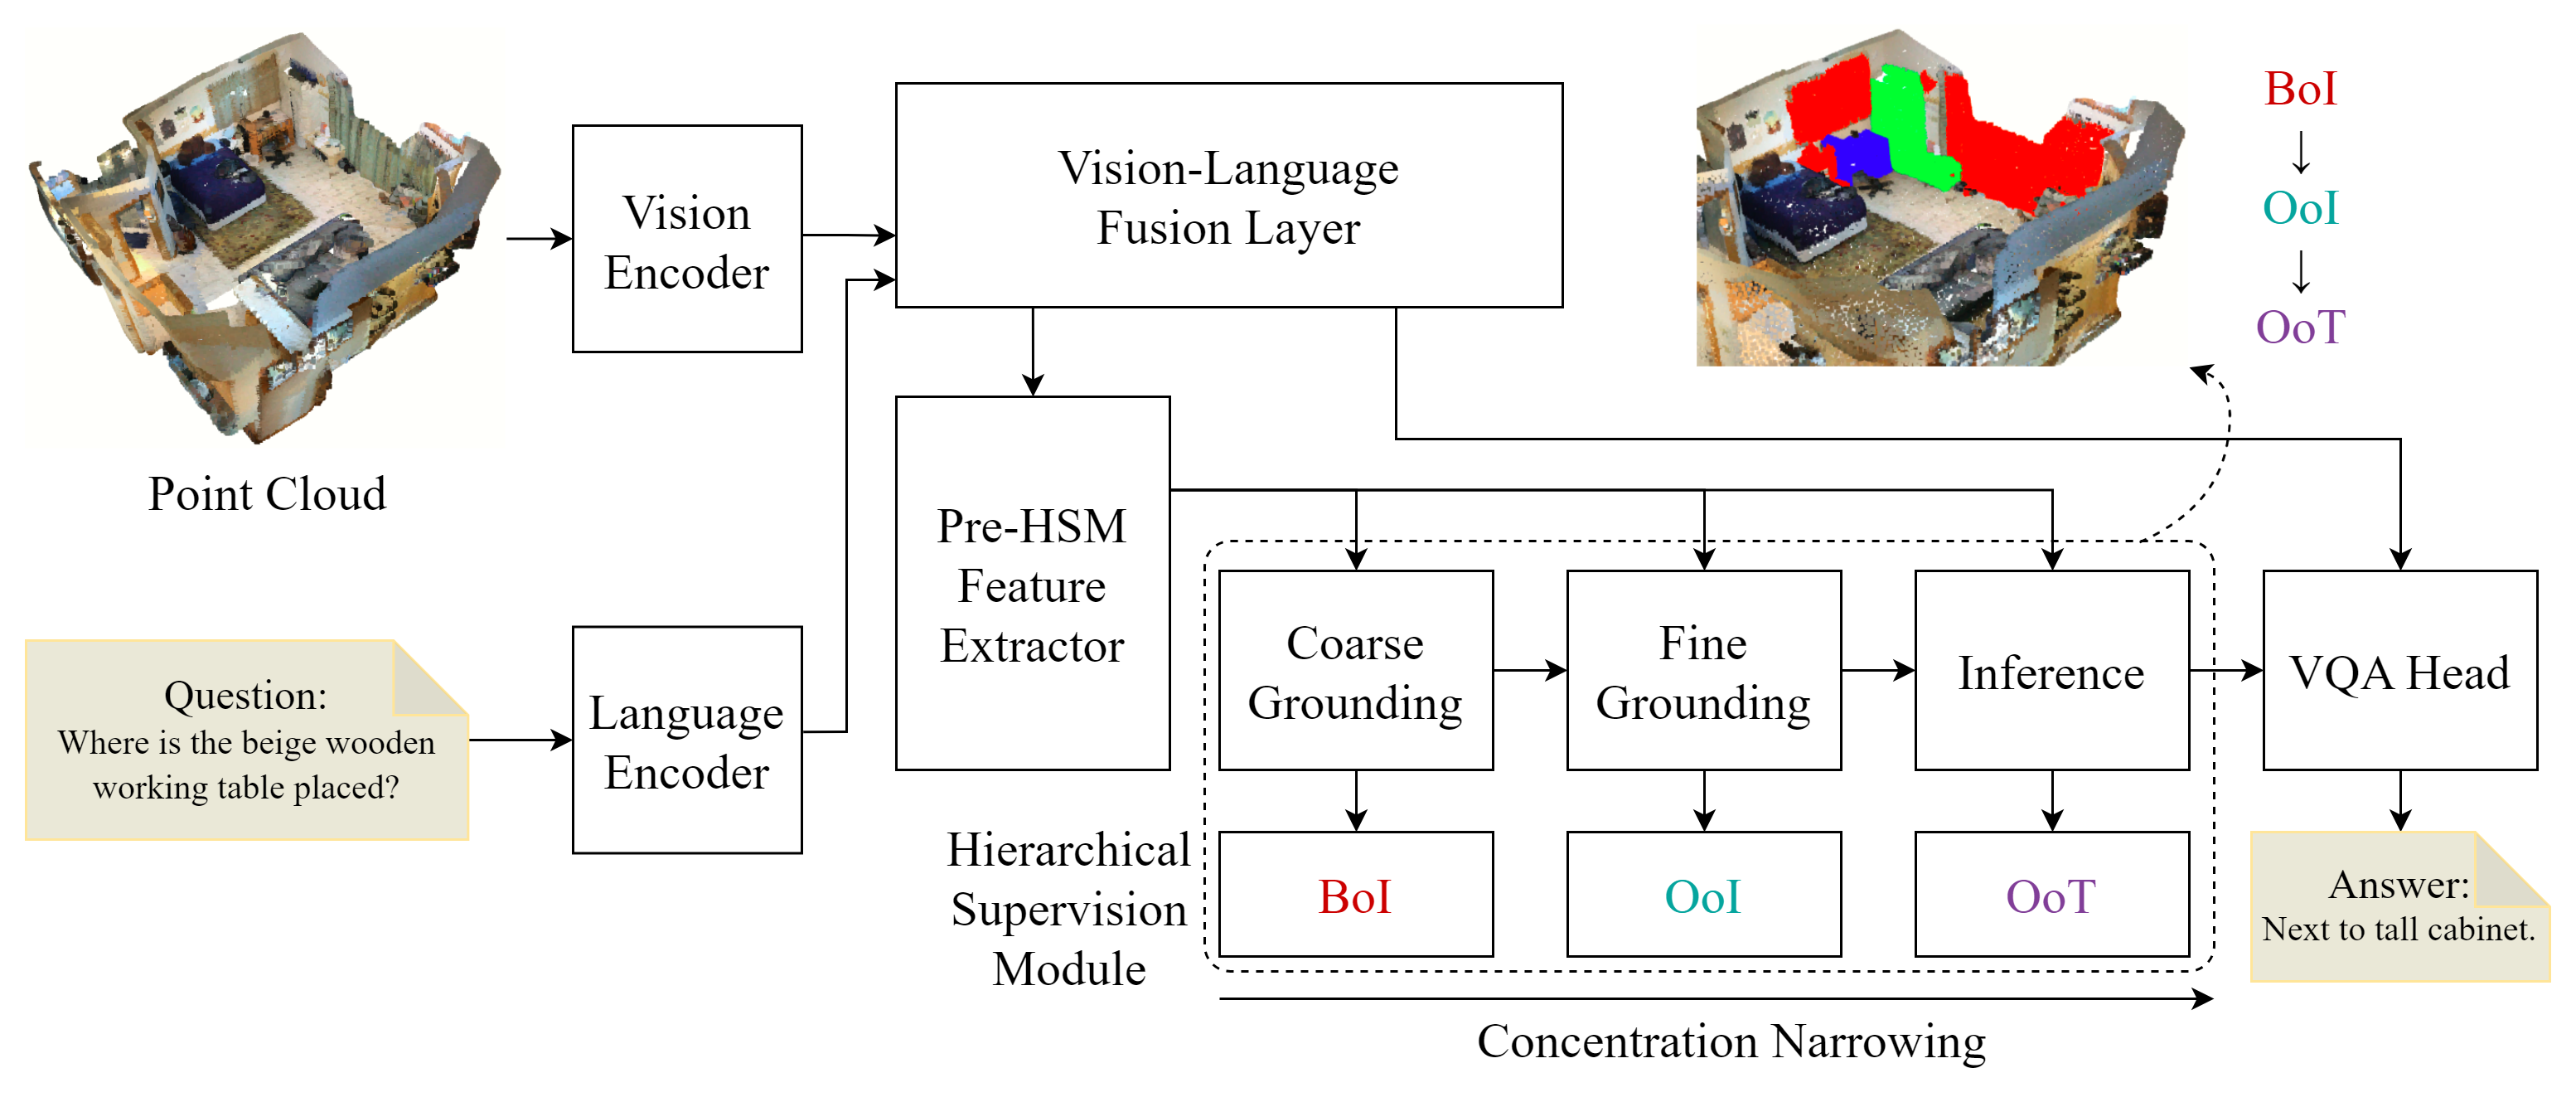 Point Cloud
Question:
Where is the beige wooden
working table placed?
Vision
Encoder
Language
Encoder
Vision-Language
Fusion Layer
Pre-HSM
Feature
Extractor
Hierarchical
Supervision
Module
Coarse
Grounding
Fine
Grounding
Inference
VQA Head
BoI
OoI
OoT
Answer:
Next to tall cabinet.
Concentration Narrowing
BoI
↓
OoI
↓
OoT